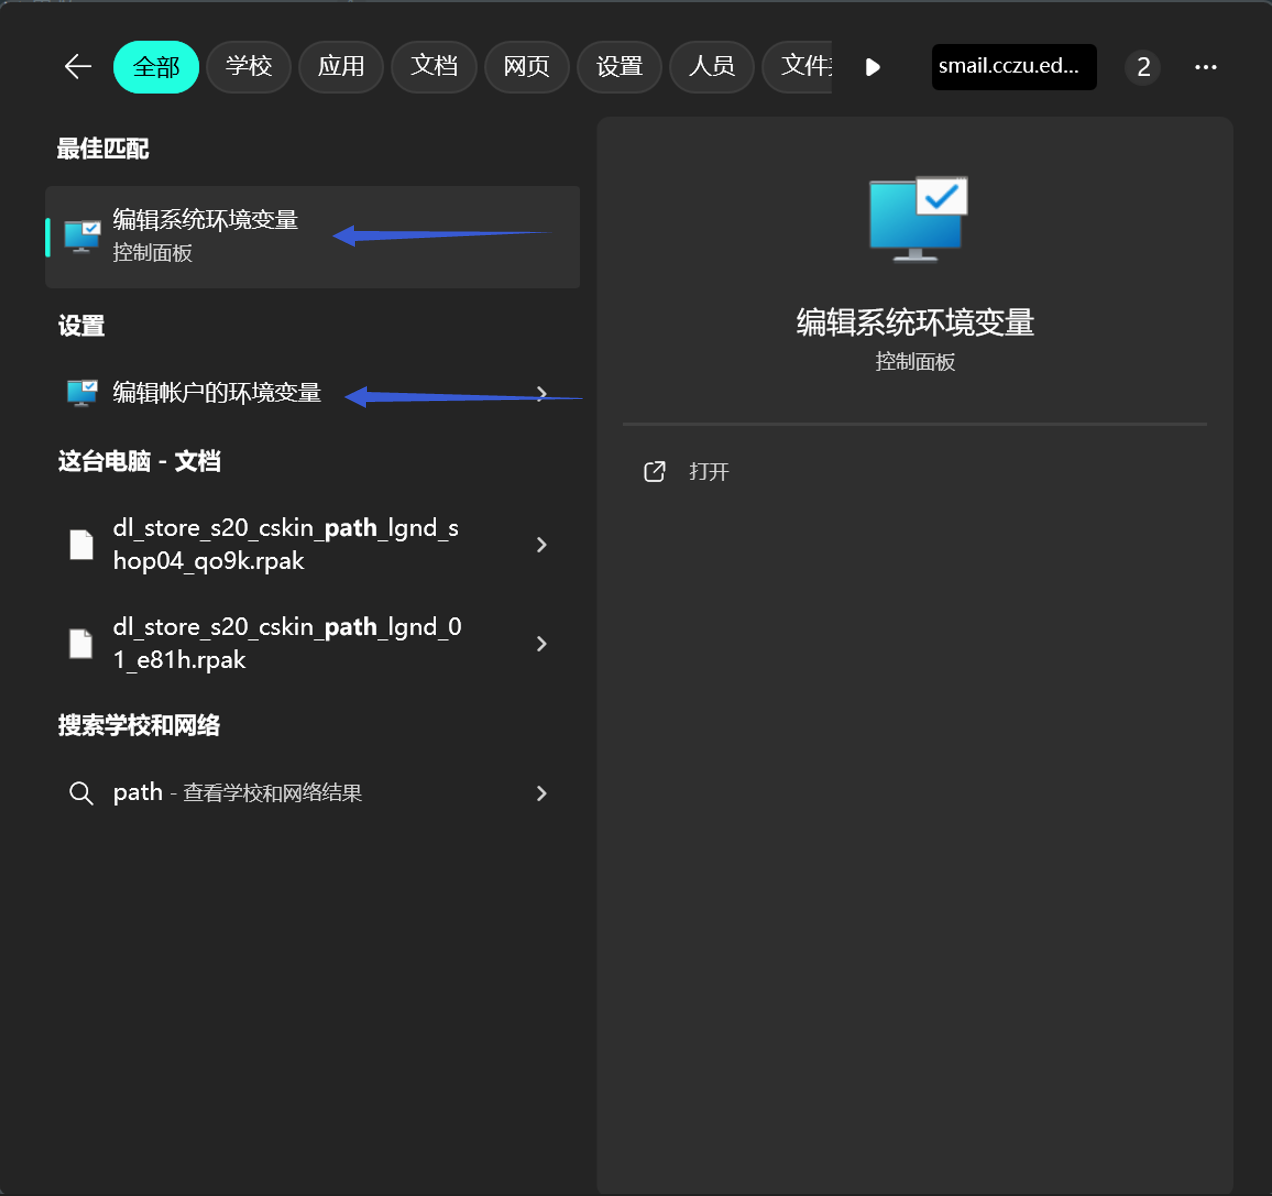 全部
学校
应用
文档
网页
设置
人员
smail.cczu.ed...
2
最佳匹配
编辑系统环境变量
控制面板
设置
编辑帐户的环境变量
这台电脑 - 文档
dl_store_s20_cskin_path_lgnd_s
hop04_qo9k.rpak
dl_store_s20_cskin_path_lgnd_0
1_e81h.rpak
搜索学校和网络
path - 查看学校和网络结果
编辑系统环境变量
控制面板
打开